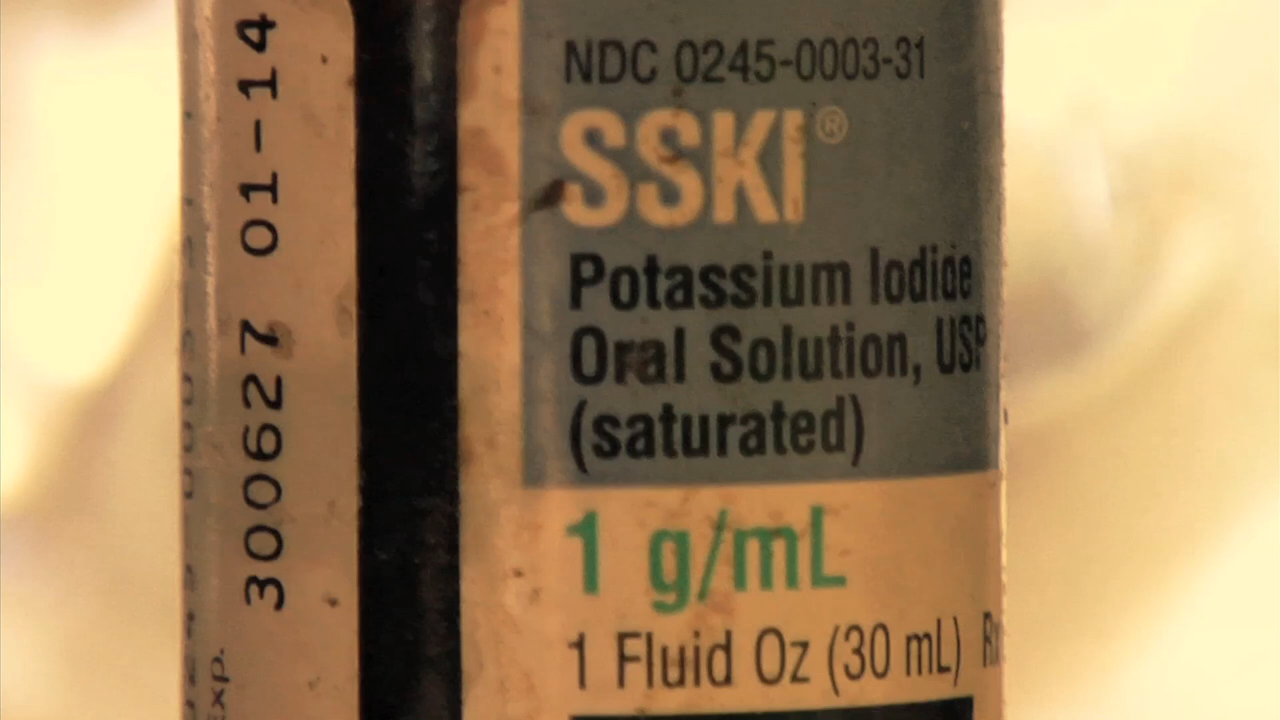 300627 01-14
Exp.
NDC 0245-0003-31
SSKI®
Potassium Iodide
Oral Solution, USP
(saturated)
1 g/mL
1 Fluid Oz (30 mL) Rx